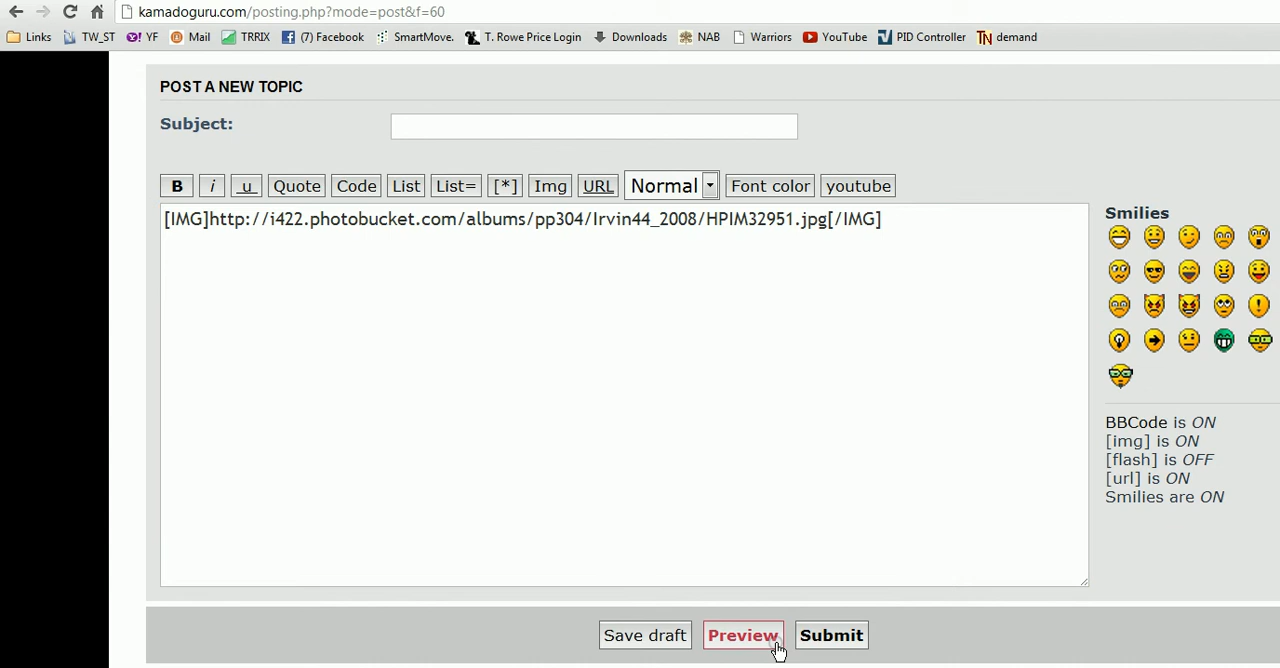 kamadoguru.com/posting.php?mode=post&f=60
Links TW_ST YF Mail TRRIX (7) Facebook SmartMove. T. Rowe Price Login Downloads NAB Warriors YouTube PID Controller TN demand
POST A NEW TOPIC
Subject:
B i u Quote Code List List= [*] Img URL Normal Font color youtube
[IMG]http://i422.photobucket.com/albums/pp304/Irvin44_2008/HPIM32951.jpg[/IMG]
Smilies
BBCode is ON
[img] is ON
[flash] is OFF
[url] is ON
Smilies are ON
Save draft Preview Submit